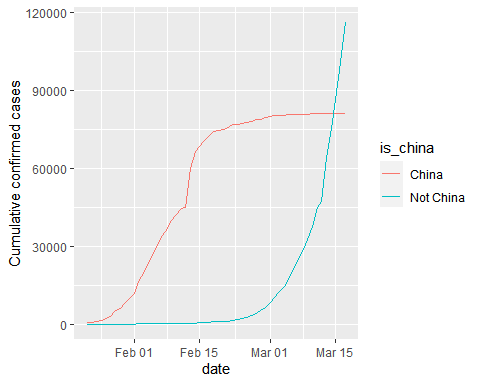 120000
90000
60000
30000
0
Cumulative confirmed cases
Feb 01 Feb 15 Mar 01 Mar 15
date
is_china
China
Not China